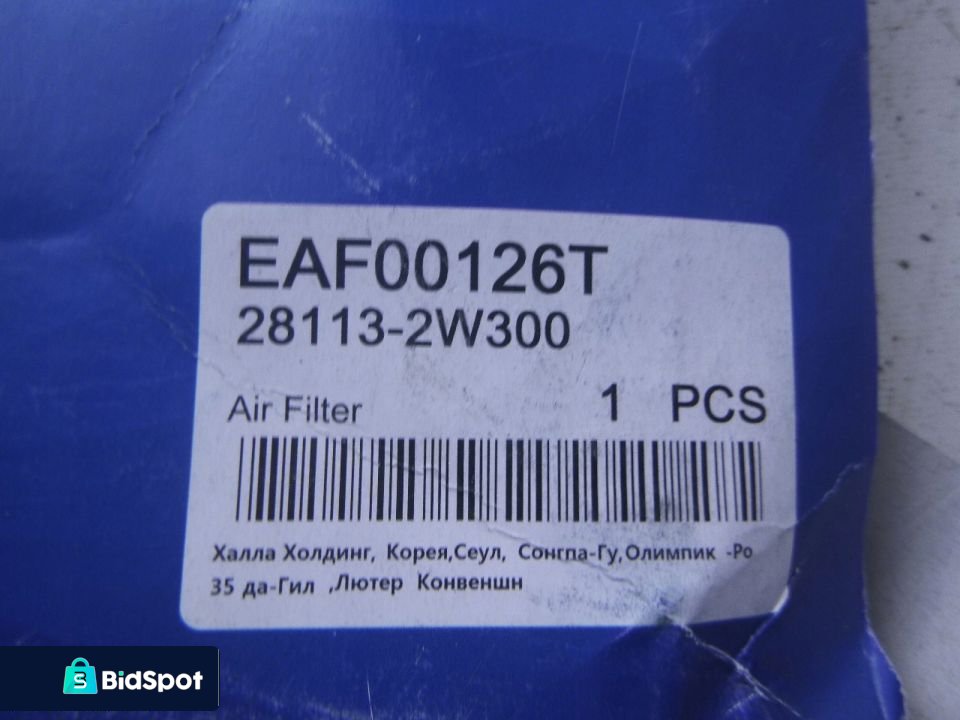 EAF00126T
28113-2W300
Air Filter 1 PCS
Халла Холдинг, Корея,Сеул, Сонгпа-Гу,Олимпик -Ро
35 да-Гил ,Лютер Конвеншн
BidSpot